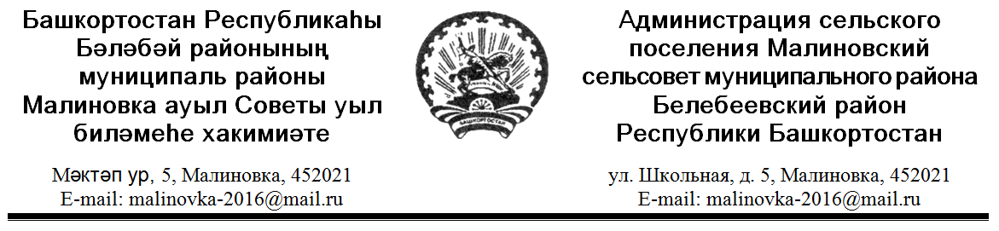 Башкортостан Республикаһы
Бәләбәй районының
муниципаль районы
Малиновка ауыл Советы уыл
биләмеһе хакимиәте
Мәктәп ур, 5, Малиновка, 452021
E-mail: malinovka-2016@mail.ru
БАШКОРТОСТАН
Администрация сельского
поселения Малиновский
сельсовет муниципального района
Белебеевский район
Республики Башкортостан
ул. Школьная, д. 5, Малиновка, 452021
E-mail: malinovka-2016@mail.ru